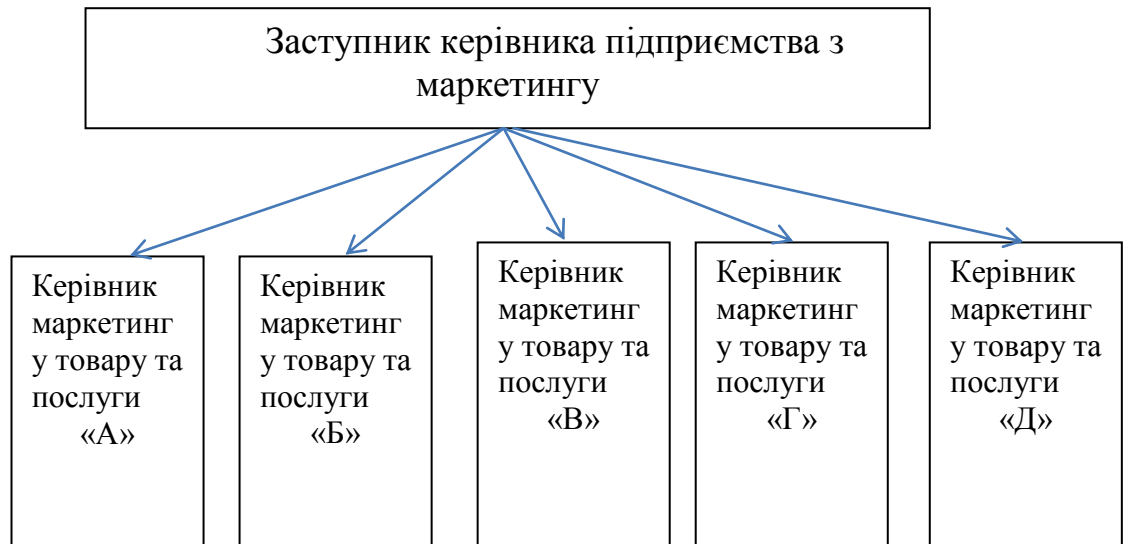 Заступник керівника підприємства з
маркетингу
Керівник
маркетинг
у товару та
послуги
«А»
Керівник
маркетинг
у товару та
послуги
«Б»
Керівник
маркетинг
у товару та
послуги
«В»
Керівник
маркетинг
у товару та
послуги
«Г»
Керівник
маркетинг
у товару та
послуги
«Д»